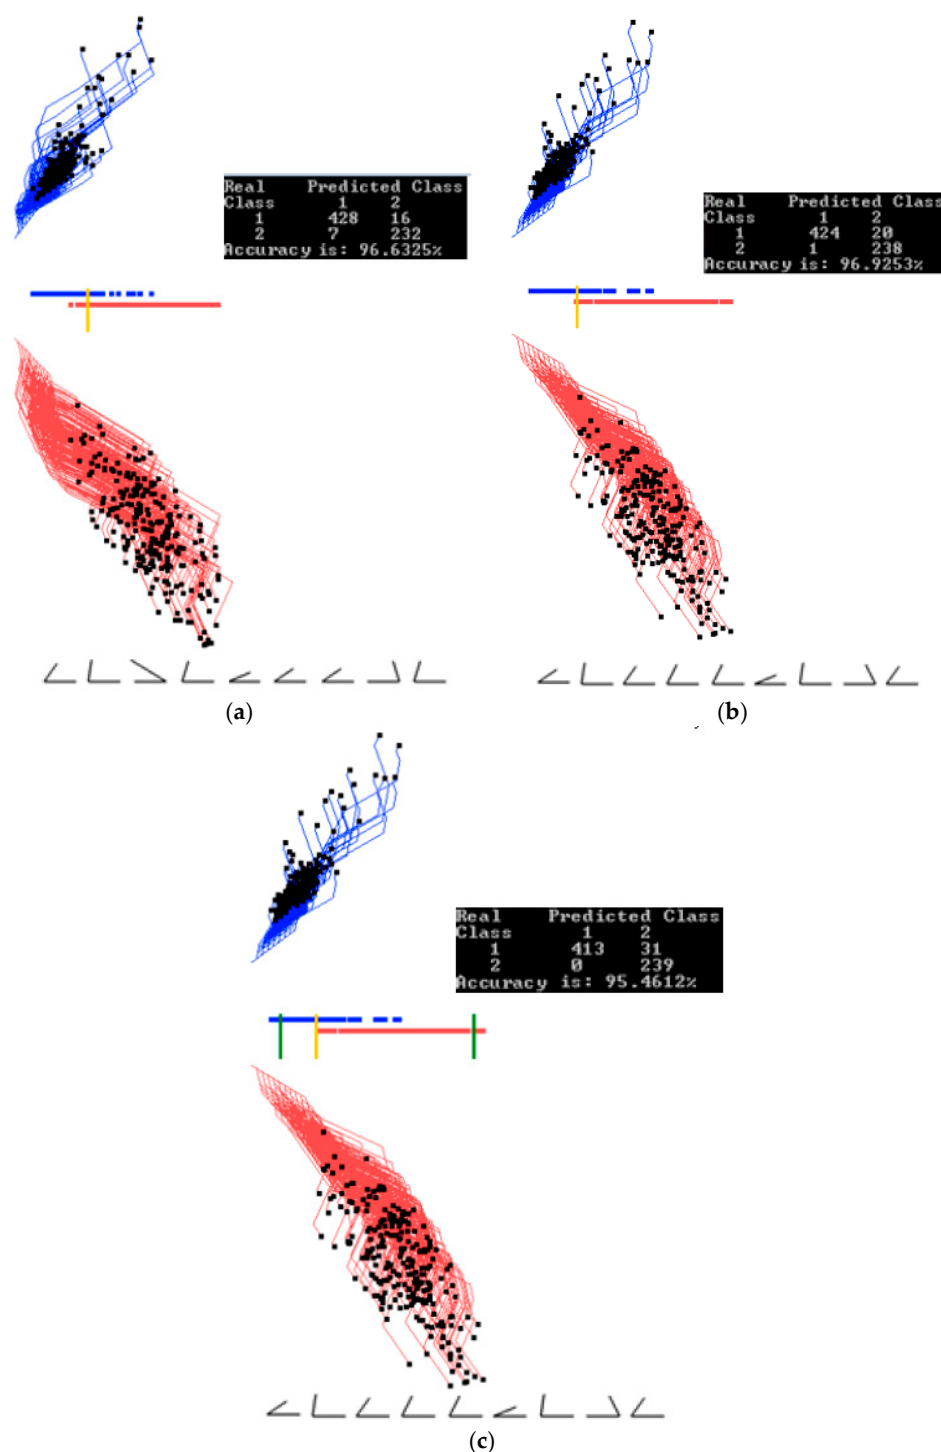 Real Predicted Class
Class 1 2
1 428 16
2 7 232
Accuracy is: 96.6325%
Real Predicted Class
Class 1 2
1 424 20
2 1 238
Accuracy is: 96.9253%
(a)
(b)
Real Predicted Class
Class 1 2
1 413 31
2 0 239
Accuracy is: 95.4612%
(c)